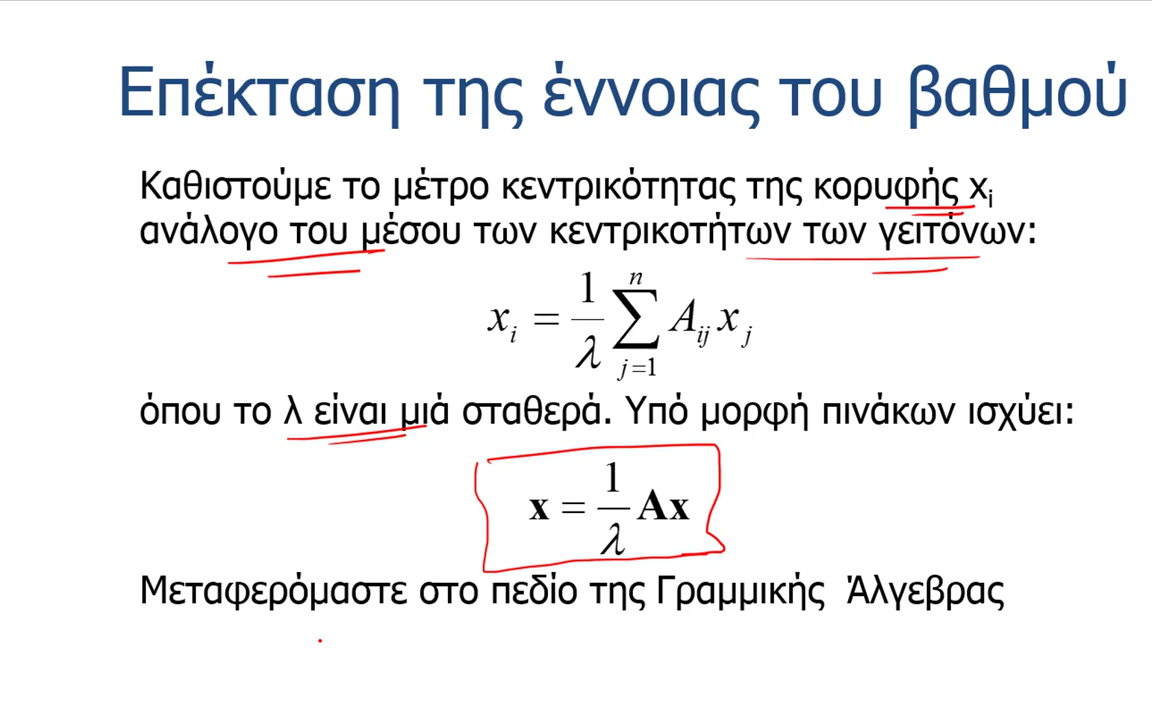 Επέκταση της έννοιας του βαθμού
Καθιστούμε το μέτρο κεντρικότητας της κορυφής xᵢ
ανάλογο του μέσου των κεντρικοτήτων των γειτόνων:
xᵢ = 1/λ ∑ⱼ₌₁ⁿ Aᵢⱼ xⱼ
όπου το λ είναι μιά σταθερά. Υπό μορφή πινάκων ισχύει:
x = 1/λ Ax
Μεταφερόμαστε στο πεδίο της Γραμμικής Άλγεβρας